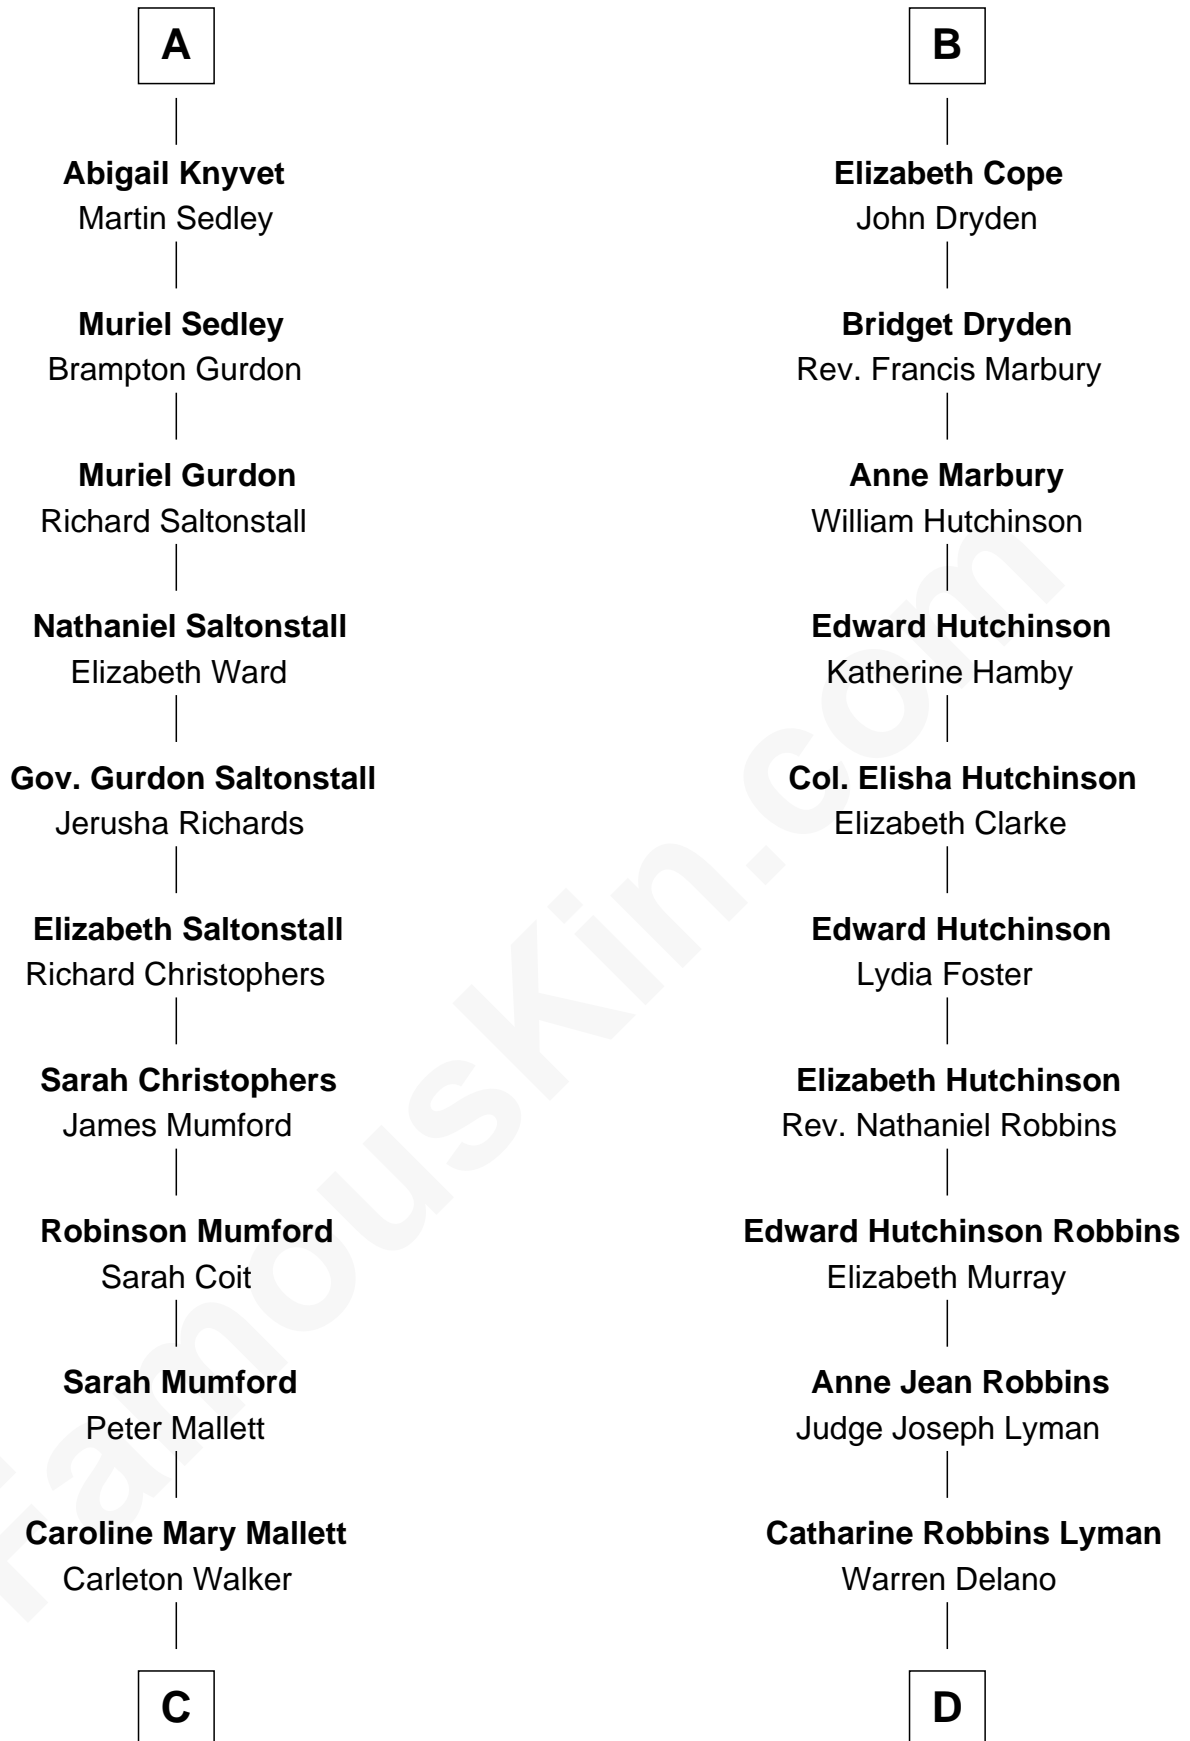 A
Abigail Knyvet
Martin Sedley
Muriel Sedley
Brampton Gurdon
Muriel Gurdon
Richard Saltonstall
Nathaniel Saltonstall
Elizabeth Ward
Gov. Gurdon Saltonstall
Jerusha Richards
Elizabeth Saltonstall
Richard Christophers
Sarah Christophers
James Mumford
Robinson Mumford
Sarah Coit
Sarah Mumford
Peter Mallett
Caroline Mary Mallett
Carleton Walker
C
B
Elizabeth Cope
John Dryden
Bridget Dryden
Rev. Francis Marbury
Anne Marbury
William Hutchinson
Edward Hutchinson
Katherine Hamby
Col. Elisha Hutchinson
Elizabeth Clarke
Edward Hutchinson
Lydia Foster
Elizabeth Hutchinson
Rev. Nathaniel Robbins
Edward Hutchinson Robbins
Elizabeth Murray
Anne Jean Robbins
Judge Joseph Lyman
Catharine Robbins Lyman
Warren Delano
D
FamousKin.com